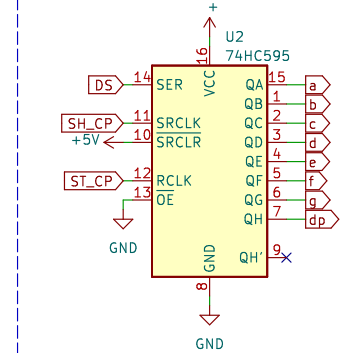 +
U2
74HC595
16
VCC
DS 14 SER QA 15 a
QB 1 b
SH_CP 11 SRCLK QC 2 c
+5V 10 SRCLR QD 3 d
QE 4 e
ST_CP 12 RCLK QF 5 f
13 OE QG 6 g
QH 7 dp
GND
GND QH' 9
8
GND